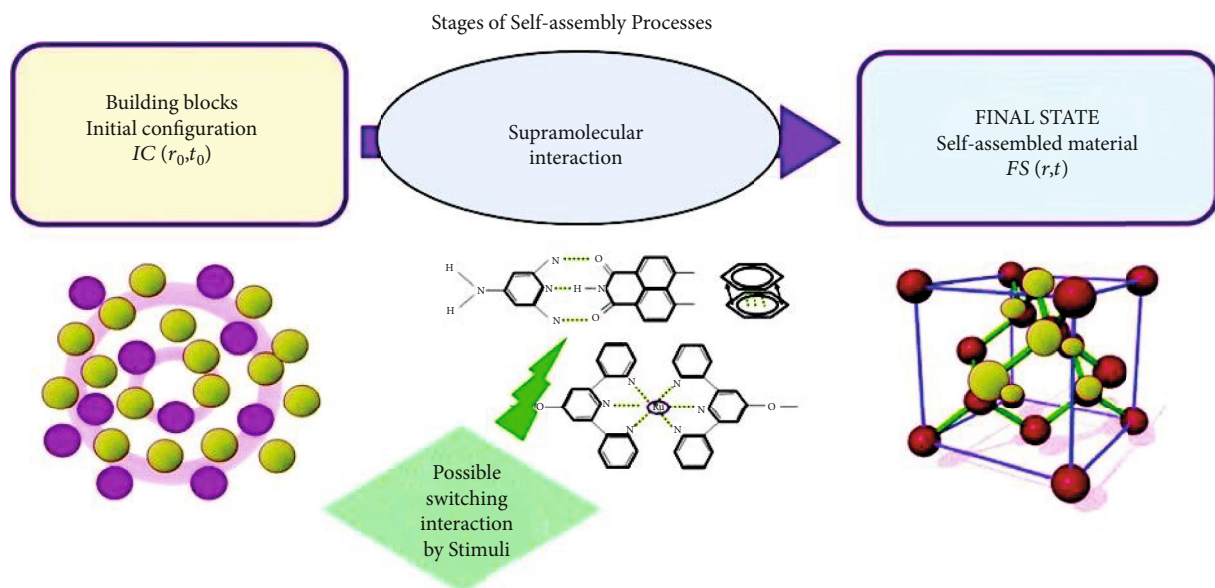 Stages of Self-assembly Processes
Building blocks
Initial configuration
IC (r₀,t₀)
Supramolecular
interaction
FINAL STATE
Self-assembled material
FS (r,t)
H
N
H
N
N
N
H
N
O
O
O
N
N
N
Ru
N
N
N
O
Possible
switching
interaction
by Stimuli